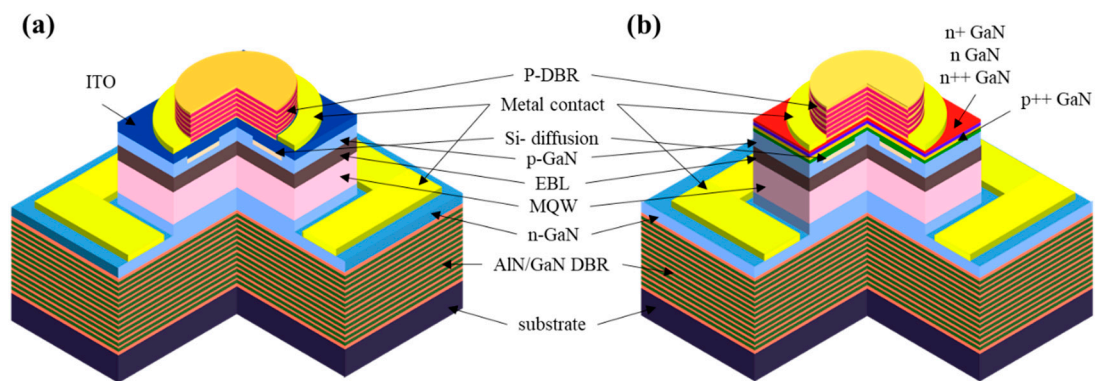 (a)
(b)
n+ GaN
n GaN
n++ GaN
p++ GaN
ITO
P-DBR
Metal contact
Si- diffusion
p-GaN
EBL
MQW
n-GaN
AlN/GaN DBR
substrate